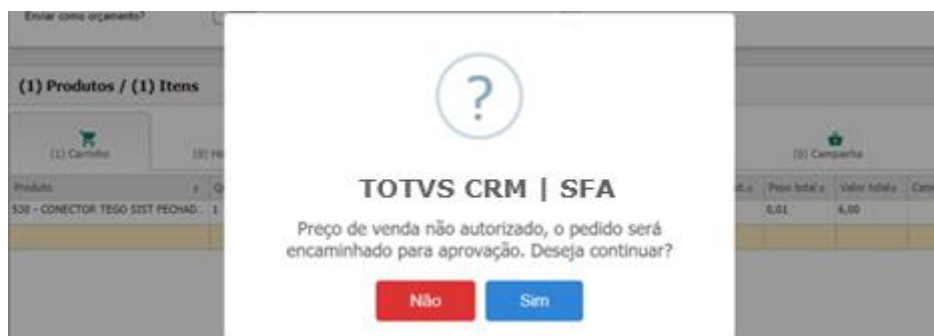 Enviar como orçamento?
(1) Produtos / (1) Itens
?
(1) Carrinho
(0) Campanha
Produto
Peso total
Valor total
538 - CONECTOR TEGO SIST FECHAD 1
0,01 6,00
TOTVS CRM | SFA
Preço de venda não autorizado, o pedido será
encaminhado para aprovação. Deseja continuar?
Não
Sim